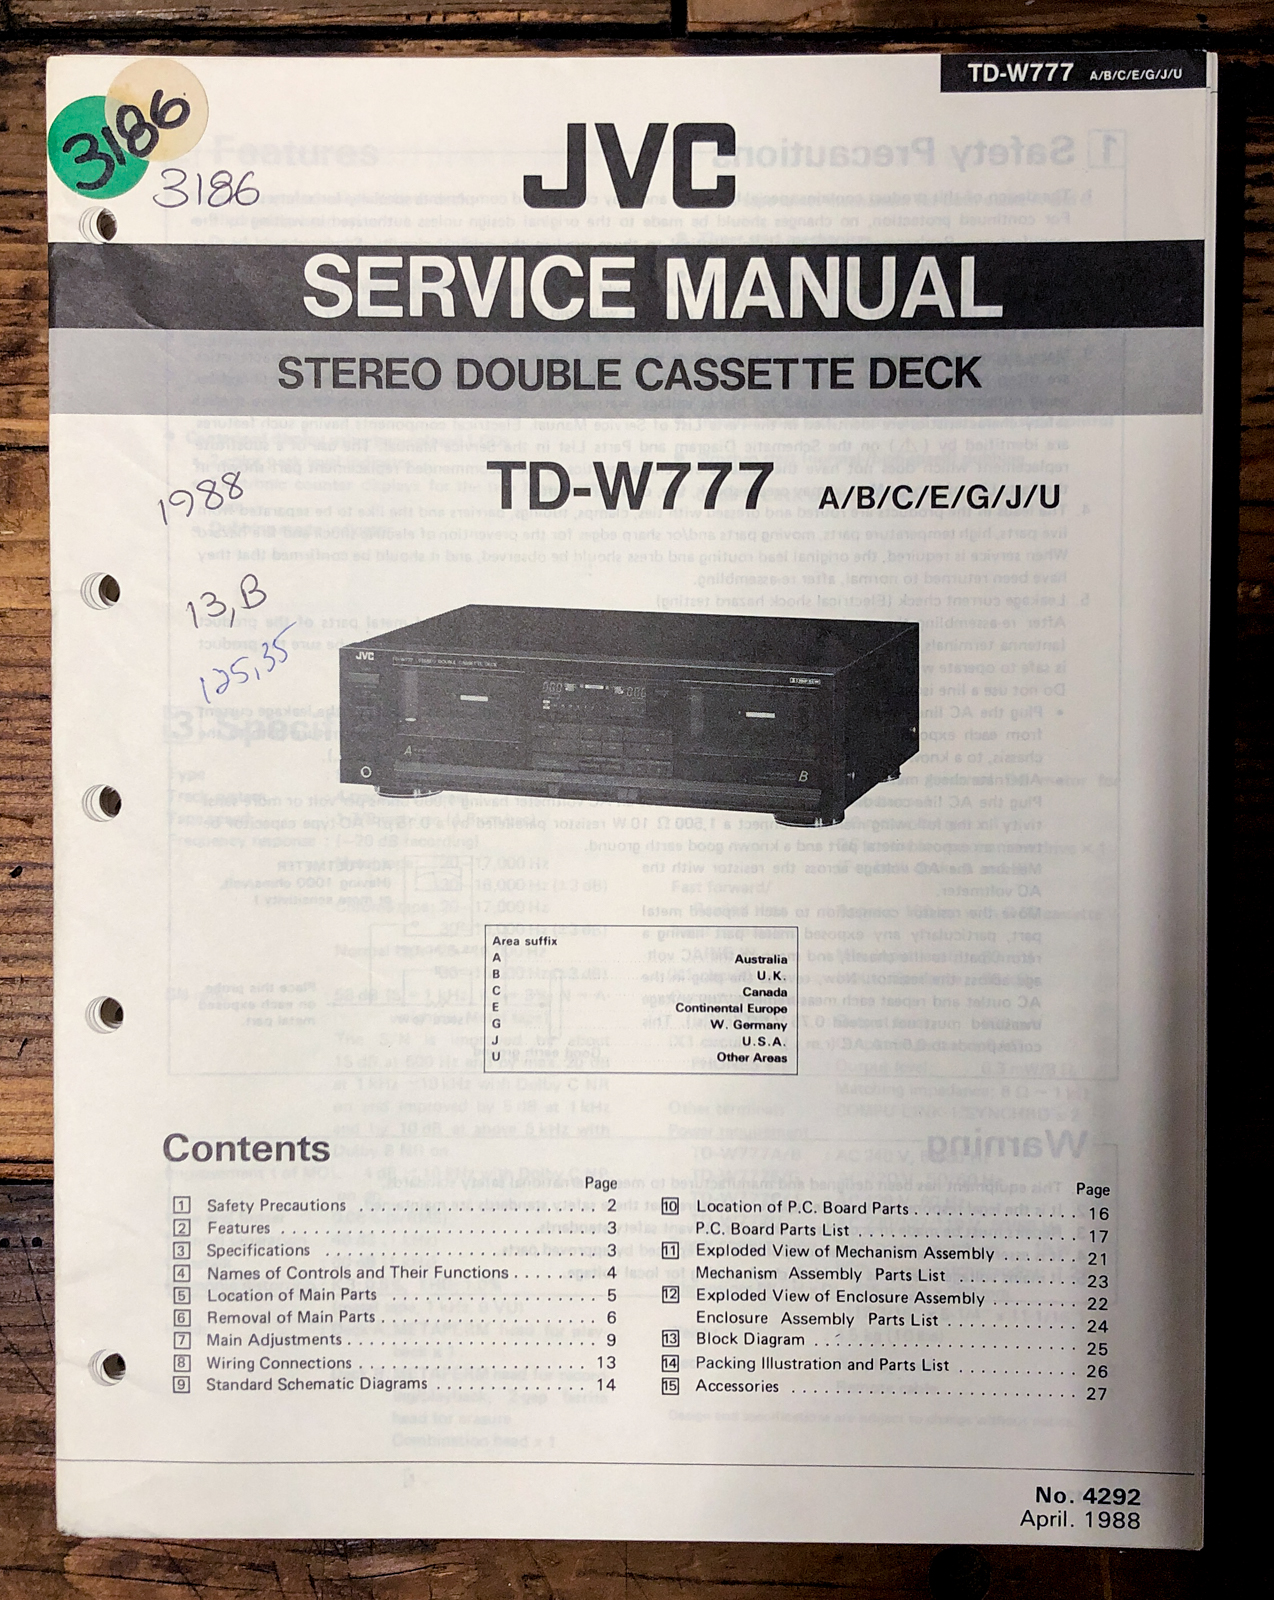 TD-W777 A/B/C/E/G/J/U
3186
3186
JVC
SERVICE MANUAL
STEREO DOUBLE CASSETTE DECK
TD-W777 A/B/C/E/G/J/U
1988
13,B
125,35
JVC
STEREO DOUBLE CASSETTE DECK
A
B
Area suffix
A Australia
B U.K.
C Canada
E Continental Europe
G W. Germany
J U.S.A.
U Other Areas
Contents
Page
1 Safety Precautions . . . . . . . . . . . . . . . . . . . . 2
2 Features . . . . . . . . . . . . . . . . . . . . 3
3 Specifications . . . . . . . . . . . . . . . . . . . . 3
4 Names of Controls and Their Functions . . . . . . . . 4
5 Location of Main Parts . . . . . . . . . . . . . . . . 5
6 Removal of Main Parts . . . . . . . . . . . . . . . . 6
7 Main Adjustments . . . . . . . . . . . . . . . . . . . . 9
8 Wiring Connections . . . . . . . . . . . . . . . . . . 13
9 Standard Schematic Diagrams . . . . . . . . . . . . 14
Page
10 Location of P.C. Board Parts . . . . . . . . . . . . 16
P.C. Board Parts List . . . . . . . . . . . . . . . . 17
11 Exploded View of Mechanism Assembly . . . . . . 21
Mechanism Assembly Parts List . . . . . . . . . . 23
12 Exploded View of Enclosure Assembly . . . . . . . 22
Enclosure Assembly Parts List . . . . . . . . . . . 24
13 Block Diagram . . . . . . . . . . . . . . . . . . . . 25
14 Packing Illustration and Parts List . . . . . . . . . 26
15 Accessories . . . . . . . . . . . . . . . . . . . . . . 27
No. 4292
April. 1988